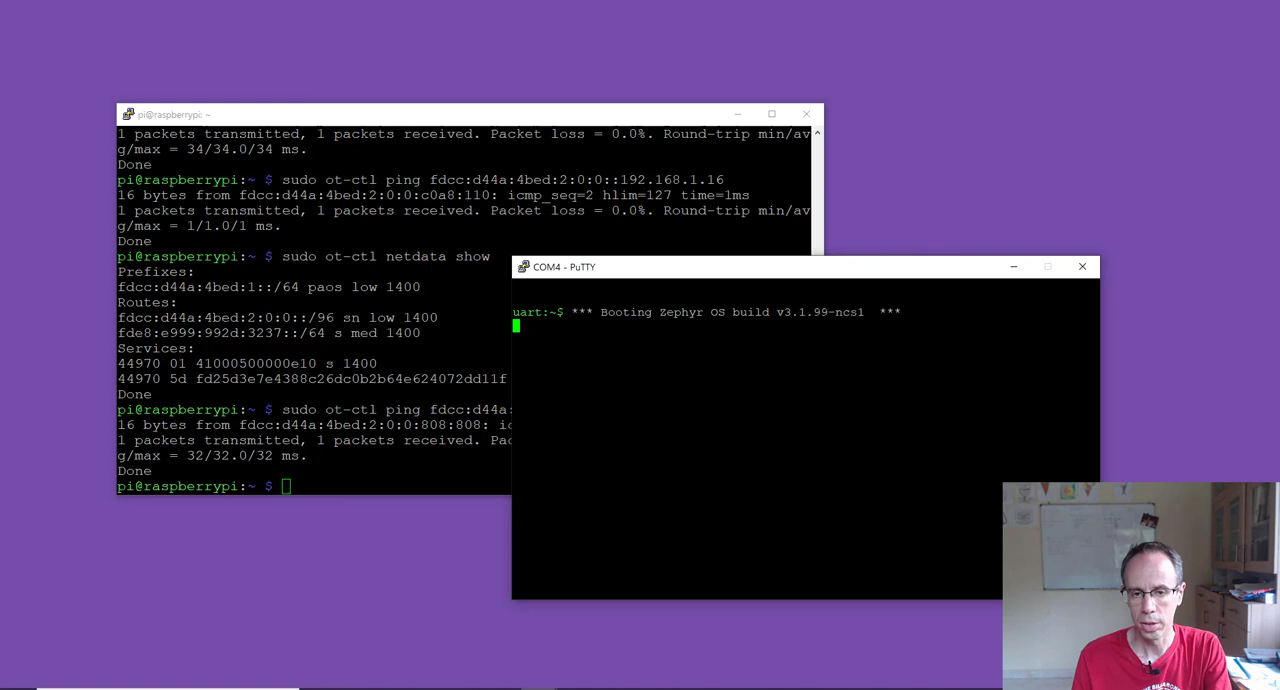 pi@raspberrypi: ~
1 packets transmitted, 1 packets received. Packet loss = 0.0%. Round-trip min/av
g/max = 34/34.0/34 ms.
Done
pi@raspberrypi:~ $ sudo ot-ctl ping fdcc:d44a:4bed:2:0:0::192.168.1.16
16 bytes from fdcc:d44a:4bed:2:0:0:c0a8:110: icmp_seq=2 hlim=127 time=1ms
1 packets transmitted, 1 packets received. Packet loss = 0.0%. Round-trip min/av
g/max = 1/1.0/1 ms.
Done
pi@raspberrypi:~ $ sudo ot-ctl netdata show
Prefixes:
fdcc:d44a:4bed:1::/64 paos low 1400
Routes:
fdcc:d44a:4bed:2:0:0::/96 sn low 1400
fde8:e999:992d:3237::/64 s med 1400
Services:
44970 01 41000500000e10 s 1400
44970 5d fd25d3e7e4388c26dc0b2b64e624072dd11f
Done
pi@raspberrypi:~ $ sudo ot-ctl ping fdcc:d44a:
16 bytes from fdcc:d44a:4bed:2:0:0:808:808: ic
1 packets transmitted, 1 packets received. Pac
g/max = 32/32.0/32 ms.
Done
pi@raspberrypi:~ $
COM4 - PuTTY
uart:~$ *** Booting Zephyr OS build v3.1.99-ncs1  ***